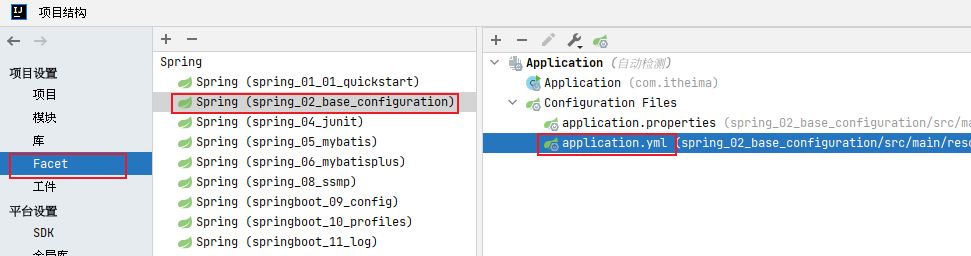 项目结构
项目设置
项目
模块
库
Facet
工件
平台设置
SDK
全局库
Spring
Spring (spring_01_01_quickstart)
Spring (spring_02_base_configuration)
Spring (spring_04_junit)
Spring (spring_05_mybatis)
Spring (spring_06_mybatisplus)
Spring (spring_08_ssmp)
Spring (springboot_09_config)
Spring (springboot_10_profiles)
Spring (springboot_11_log)
Application (自动检测)
Application (com.itheima)
Configuration Files
application.properties (spring_02_base_configuration/src/ma
application.yml (spring_02_base_configuration/src/main/reso